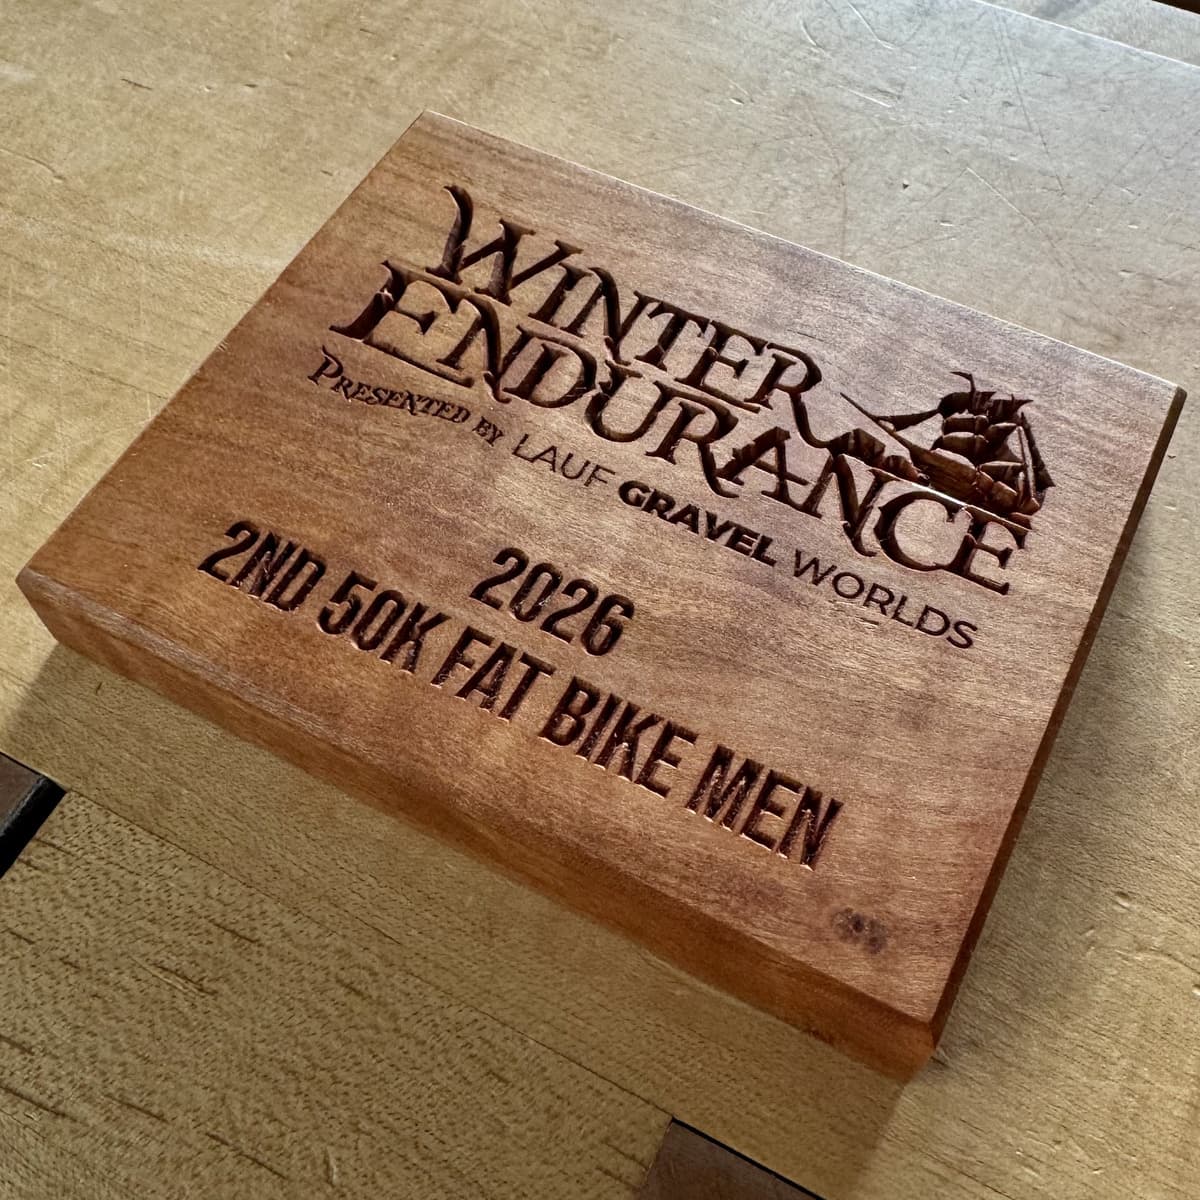 WINTER
ENDURANCE
PRESENTED BY LAUF GRAVEL WORLDS
2026
2ND 50K FAT BIKE MEN